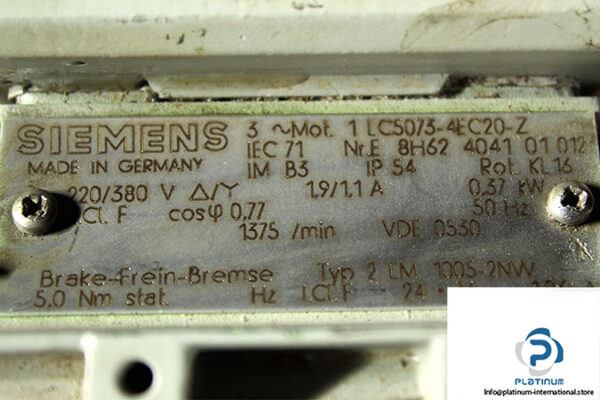 SIEMENS 3 ~Mot. 1 LC5073-4EC20-Z
MADE IN GERMANY IEC 71 Nr.E 8H62 4041 01 012
IM B3 IP 54 Rot. KL 16
220/380 V Δ/Y 1,9/1,1 A 0,37 kW
CI. F cosφ 0,77 50 Hz
1375 /min VDE 0530
Brake-Frein-Bremse Typ 2 LM 1005-2NW
5,0 Nm stat. Hz I.CI. F 24
PLATINUM
Info@platinum-international.store